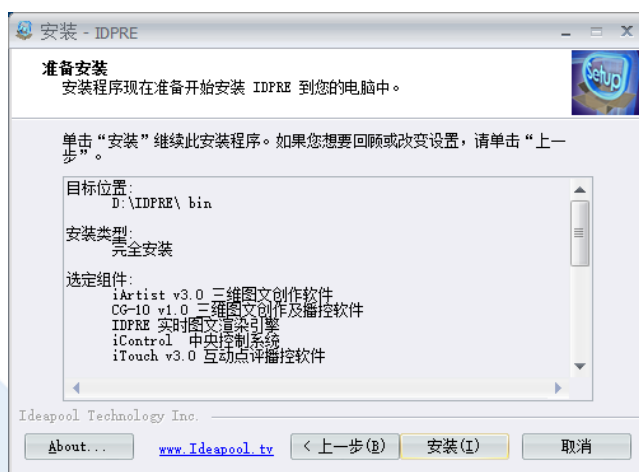 安装 - IDPRE
准备安装
安装程序现在准备开始安装 IDPRE 到您的电脑中。
Setup
单击“安装”继续此安装程序。如果您想要回顾或改变设置，请单击“上一
步”。
目标位置:
D:\IDPRE\ bin
安装类型:
完全安装
选定组件:
iArtist v3.0 三维图文创作软件
CG-10 v1.0 三维图文创作及播控软件
IDPRE 实时图文渲染引擎
iControl 中央控制系统
iTouch v3.0 互动点评播控软件
Ideapool Technology Inc.
About... www.Ideapool.tv < 上一步(B) 安装(I) 取消